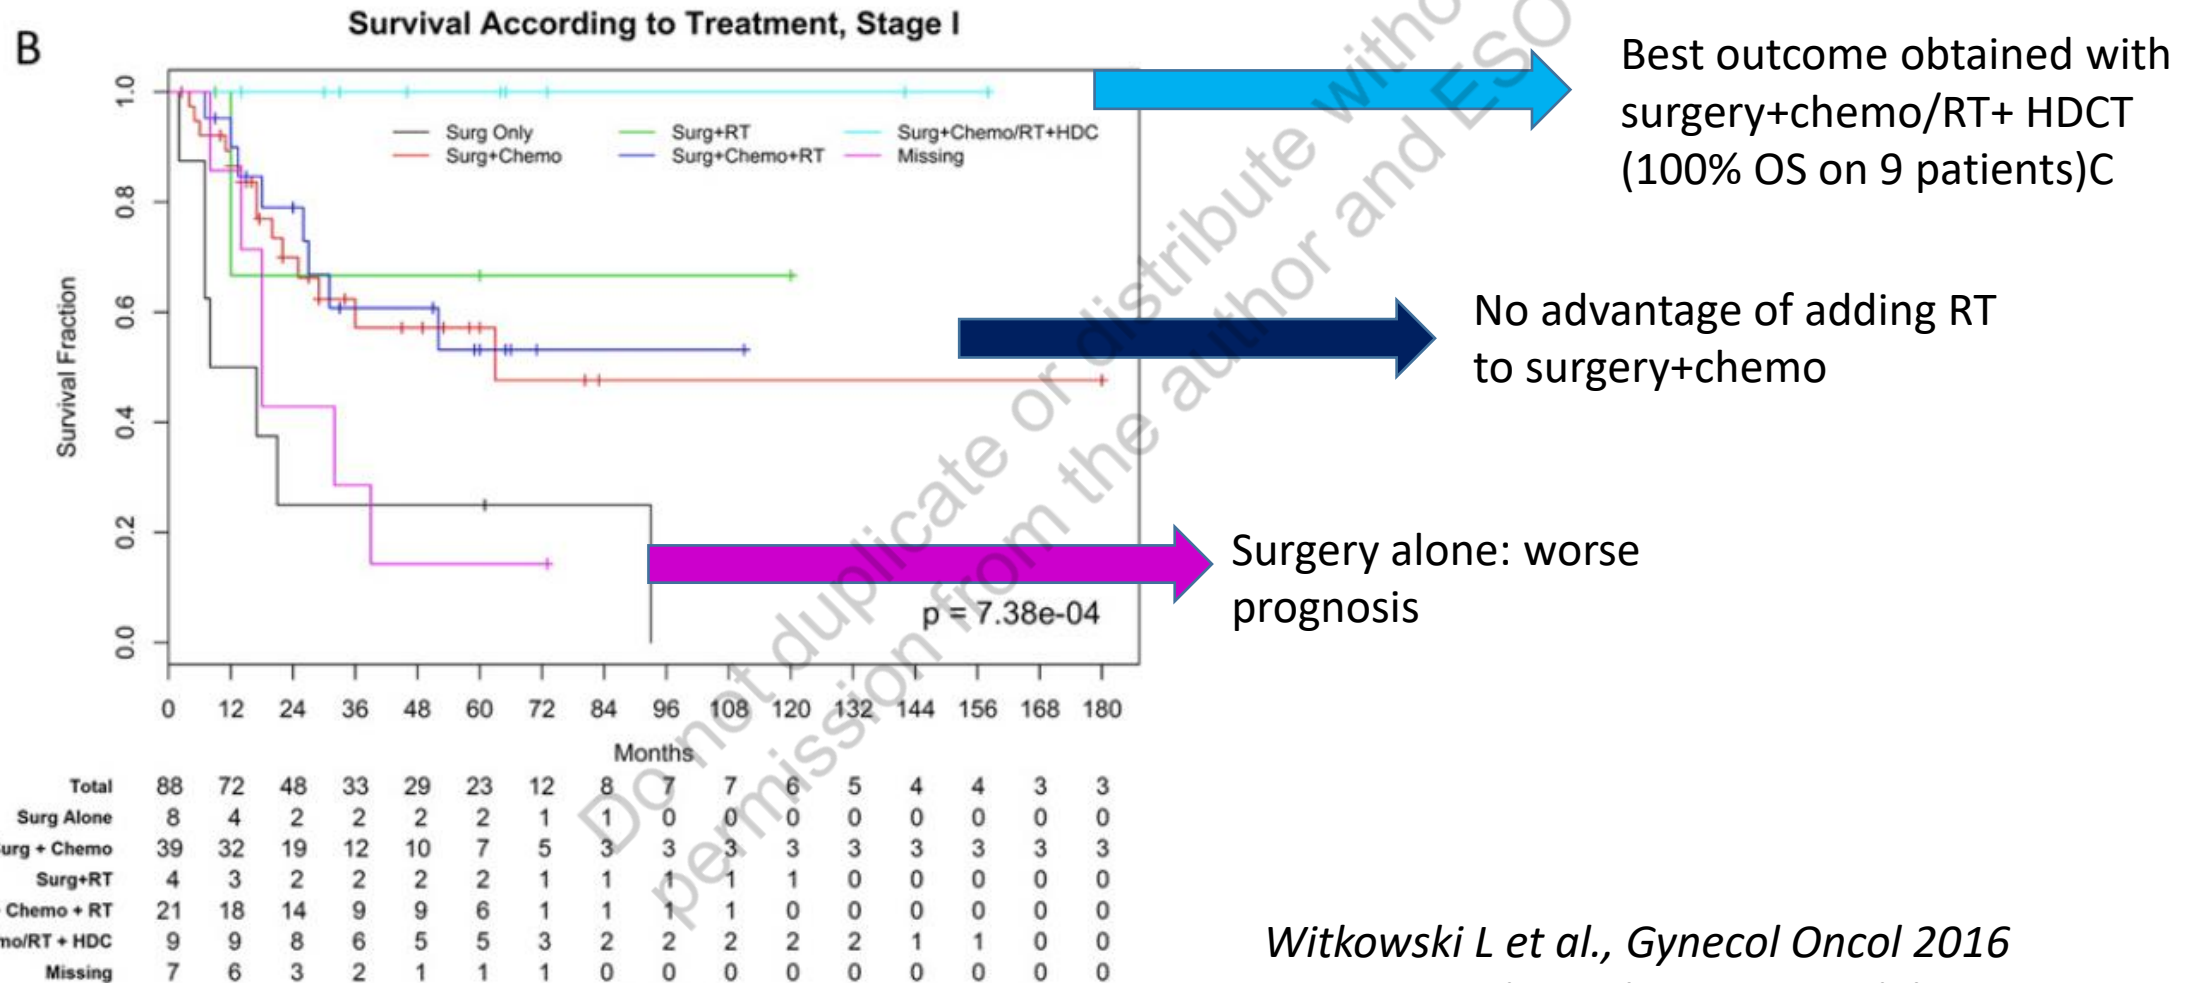 Survival According to Treatment, Stage I
B
Survival Fraction
1.0
0.8
0.6
0.4
0.2
0.0
Surg Only
Surg+Chemo
Surg+RT
Surg+Chemo+RT
Surg+Chemo/RT+HDC
Missing
p = 7.38e-04
0 12 24 36 48 60 72 84 96 108 120 132 144 156 168 180
Months
Total 88 72 48 33 29 23 12 8 7 7 6 5 4 4 3 3
Surg Alone 8 4 2 2 2 2 1 1 0 0 0 0 0 0 0 0
urg + Chemo 39 32 19 12 10 7 5 3 3 3 3 3 3 3 3 3
Surg+RT 4 3 2 2 2 2 1 1 1 1 1 0 0 0 0 0
Chemo + RT 21 18 14 9 9 6 1 1 1 1 0 0 0 0 0 0
mo/RT + HDC 9 9 8 6 5 5 3 2 2 2 2 2 1 1 0 0
Missing 7 6 3 2 1 1 1 0 0 0 0 0 0 0 0 0
Best outcome obtained with
surgery+chemo/RT+ HDCT
(100% OS on 9 patients)C
No advantage of adding RT
to surgery+chemo
Surgery alone: worse
prognosis
Witkowski L et al., Gynecol Oncol 2016
Do not duplicate or distribute witho
permission from the author and ESO